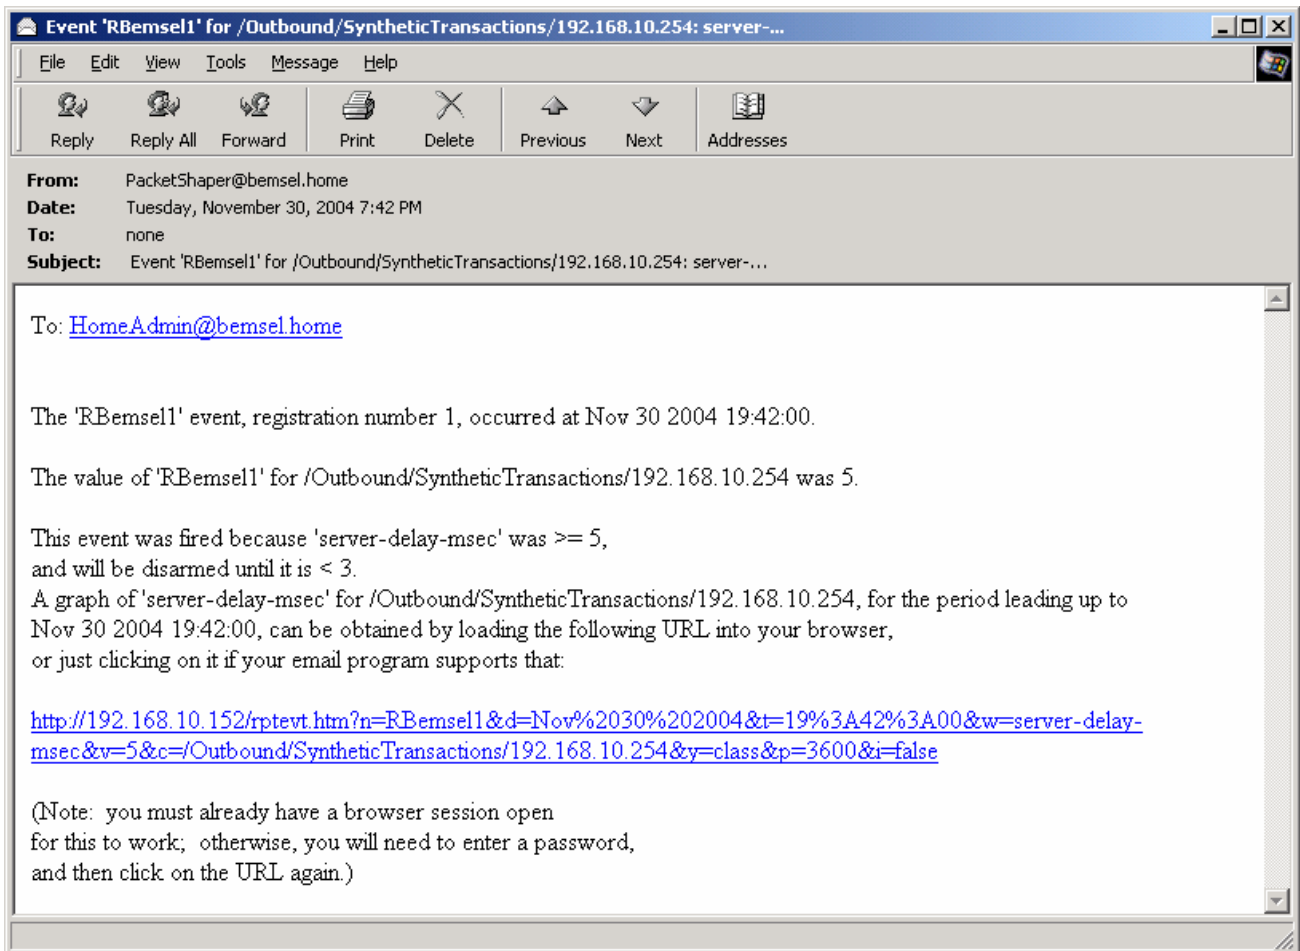 Event 'RBemsel1' for /Outbound/SyntheticTransactions/192.168.10.254: server-...
File Edit View Tools Message Help
Reply Reply All Forward Print Delete Previous Next Addresses
From: PacketShaper@bemsel.home
Date: Tuesday, November 30, 2004 7:42 PM
To: none
Subject: Event 'RBemsel1' for /Outbound/SyntheticTransactions/192.168.10.254: server-...
To: HomeAdmin@bemsel.home
The 'RBemsel1' event, registration number 1, occurred at Nov 30 2004 19:42:00.
The value of 'RBemsel1' for /Outbound/SyntheticTransactions/192.168.10.254 was 5.
This event was fired because 'server-delay-msec' was >= 5,
and will be disarmed until it is < 3.
A graph of 'server-delay-msec' for /Outbound/SyntheticTransactions/192.168.10.254, for the period leading up to
Nov 30 2004 19:42:00, can be obtained by loading the following URL into your browser,
or just clicking on it if your email program supports that:
http://192.168.10.152/rptevt.htm?n=RBemsel1&d=Nov%2030%202004&t=19%3A42%3A00&w=server-delay-
msec&v=5&c=/Outbound/SyntheticTransactions/192.168.10.254&y=class&p=3600&i=false
(Note: you must already have a browser session open
for this to work; otherwise, you will need to enter a password,
and then click on the URL again.)